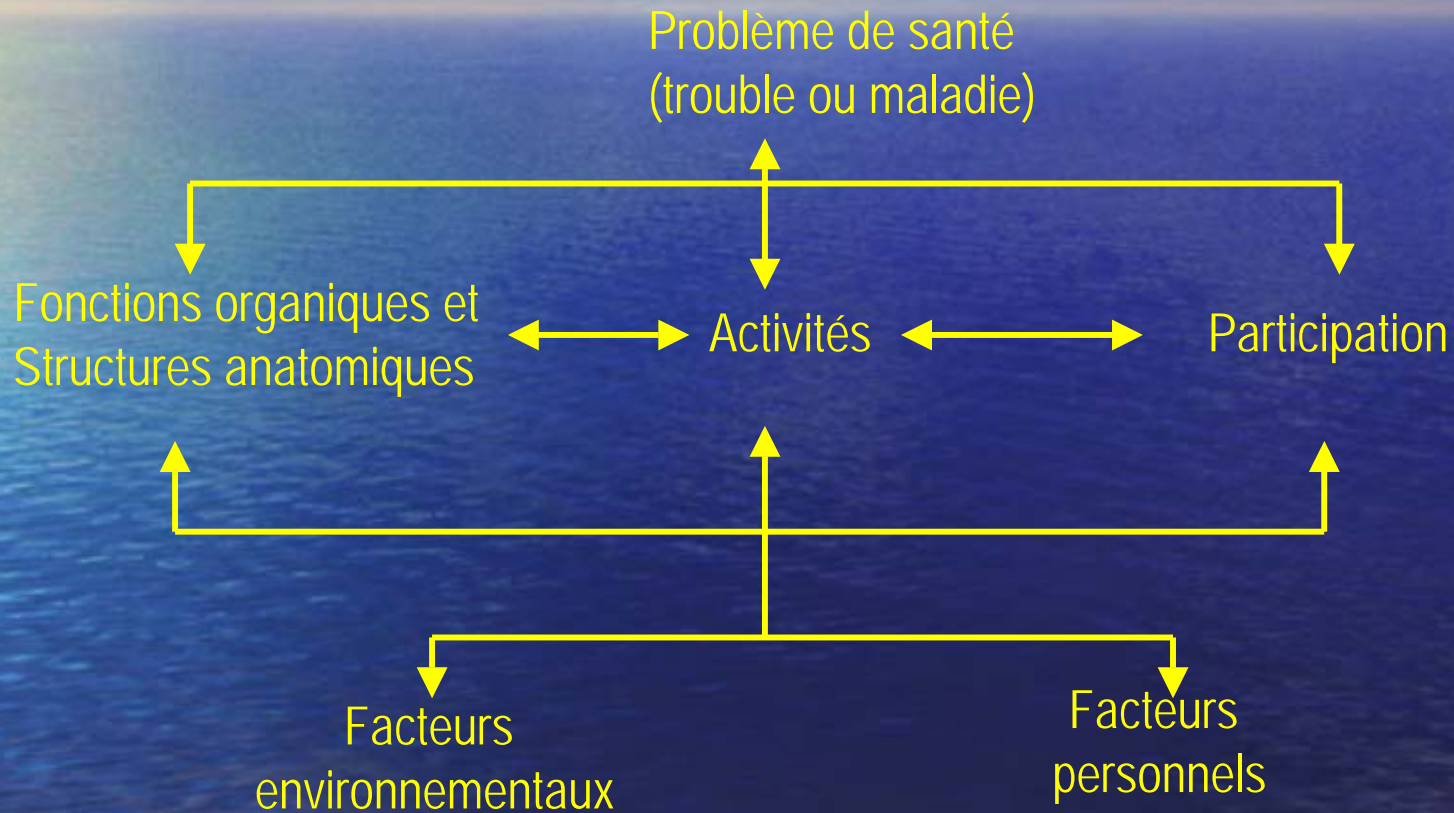 Problème de santé
(trouble ou maladie)
Fonctions organiques et
Structures anatomiques
Activités
Participation
Facteurs
environnementaux
Facteurs
personnels